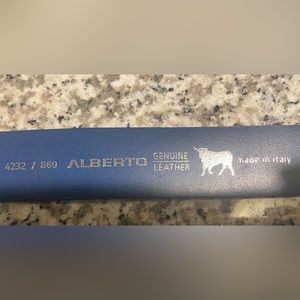 4232 / 860 ALBERTO GENUINE
LEATHER made in italy